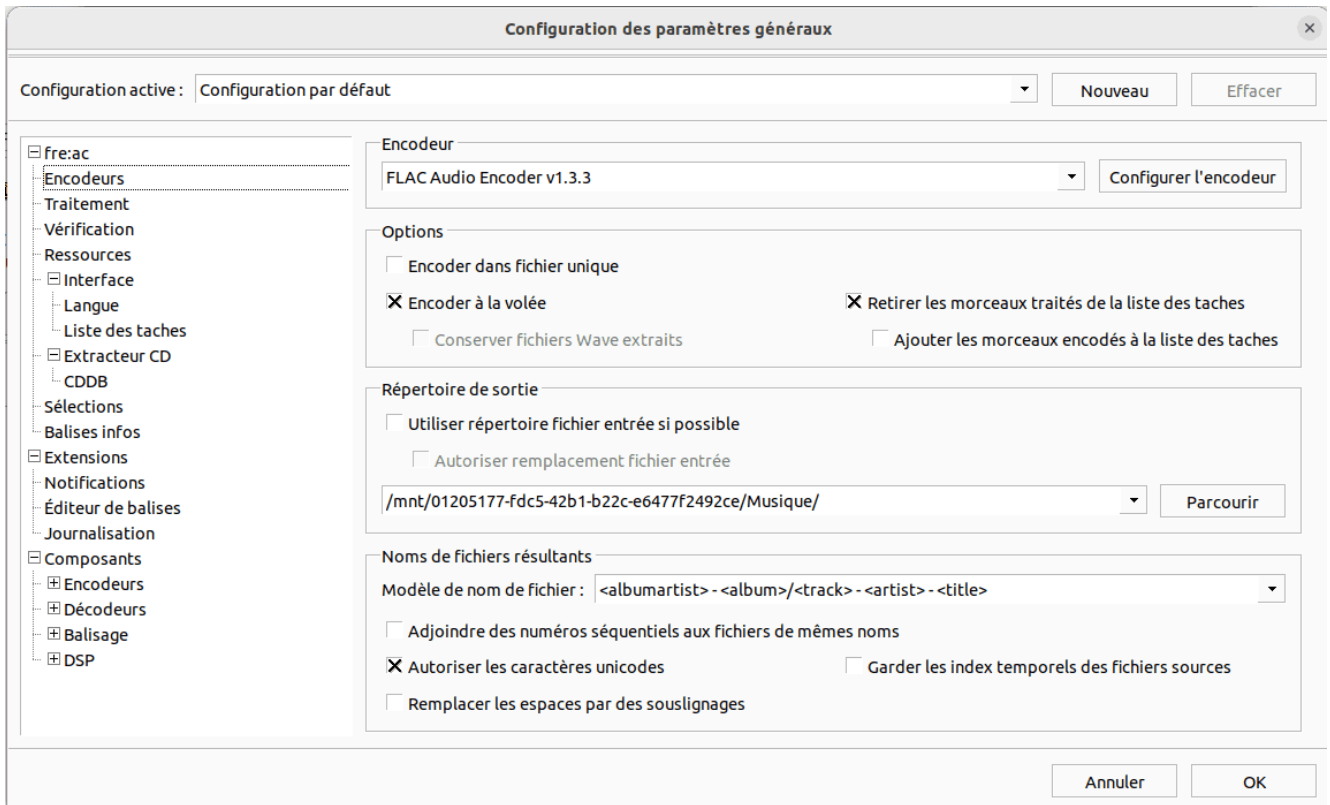 Configuration des paramètres généraux
Configuration active : Configuration par défaut
Nouveau
Effacer
fre:ac
Encodeurs
Traitement
Vérification
Ressources
Interface
Langue
Liste des taches
Extracteur CD
CDDB
Sélections
Balises infos
Extensions
Notifications
Éditeur de balises
Journalisation
Composants
Encodeurs
Décodeurs
Balisage
DSP
Encodeur
FLAC Audio Encoder v1.3.3
Configurer l'encodeur
Options
Encoder dans fichier unique
Encoder à la volée
Retirer les morceaux traités de la liste des taches
Conserver fichiers Wave extraits
Ajouter les morceaux encodés à la liste des taches
Répertoire de sortie
Utiliser répertoire fichier entrée si possible
Autoriser remplacement fichier entrée
/mnt/01205177-fdc5-42b1-b22c-e6477f2492ce/Musique/
Parcourir
Noms de fichiers résultants
Modèle de nom de fichier : <albumartist> - <album>/<track> - <artist> - <title>
Adjoindre des numéros séquentiels aux fichiers de mêmes noms
Autoriser les caractères unicodes
Garder les index temporels des fichiers sources
Remplacer les espaces par des souslignages
Annuler
OK